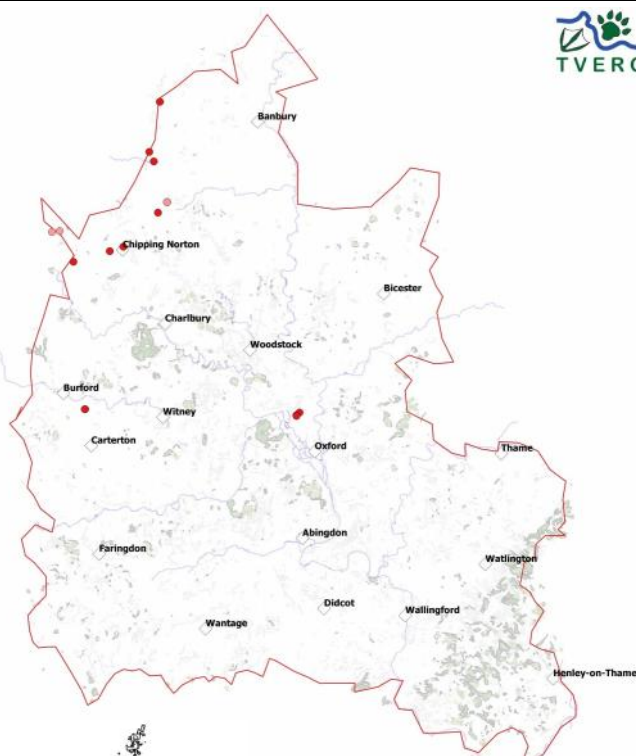 TVERC
Banbury
Chipping Norton
Bicester
Charlbury
Woodstock
Burford
Witney
Carterton
Oxford
Thame
Abingdon
Faringdon
Watlington
Didcot
Wallingford
Wantage
Henley-on-Thame